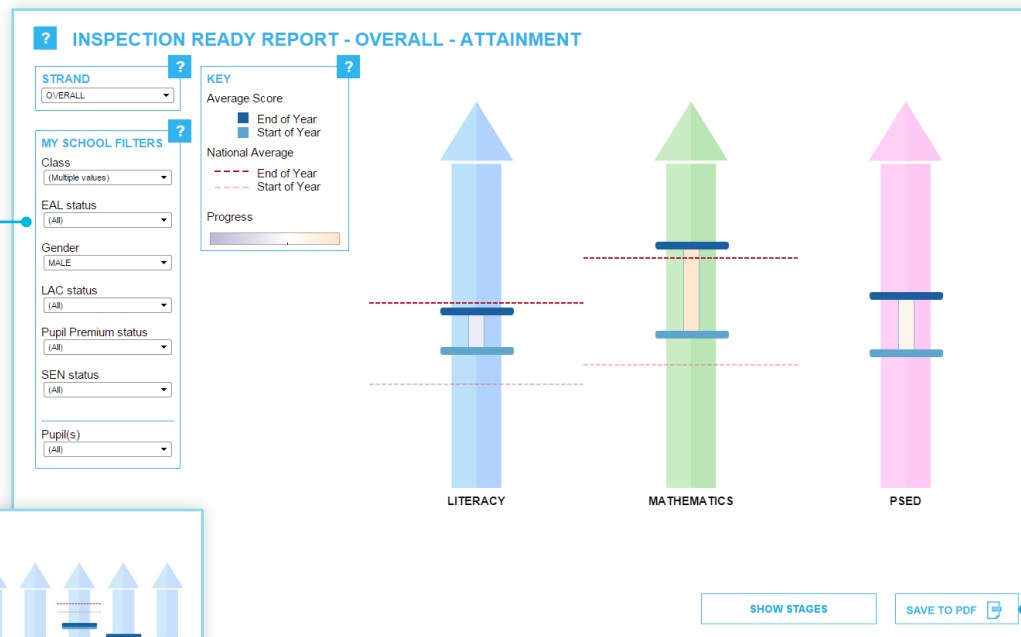 ? INSPECTION READY REPORT - OVERALL - ATTAINMENT
?
STRAND
OVERALL
?
MY SCHOOL FILTERS
Class
(Multiple values)
EAL status
(All)
Gender
MALE
LAC status
(All)
Pupil Premium status
(All)
SEN status
(All)
Pupil(s)
(All)
?
KEY
Average Score
End of Year
Start of Year
National Average
End of Year
Start of Year
Progress
LITERACY
MATHEMATICS
PSED
SHOW STAGES
SAVE TO PDF